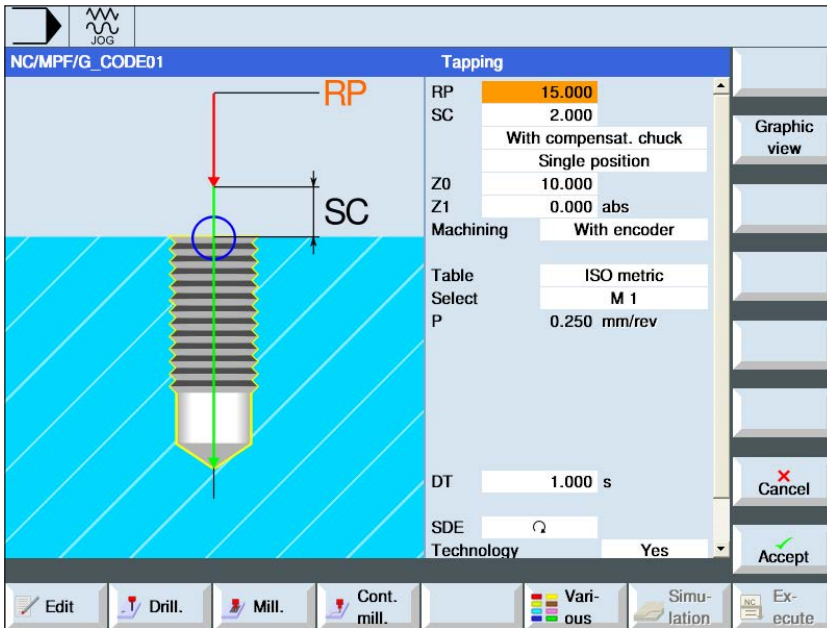 JOG
NC/MPF/G_CODE01
Tapping
RP
SC
RP 15.000
SC 2.000
With compensat. chuck
Single position
Z0 10.000
Z1 0.000 abs
Machining With encoder
Table ISO metric
Select M 1
P 0.250 mm/rev
DT 1.000 s
SDE
Technology Yes
Graphic
view
Cancel
Accept
Edit
Drill.
Mill.
Cont.
mill.
Vari-
ous
Simu-
lation
NC
Ex-
ecute